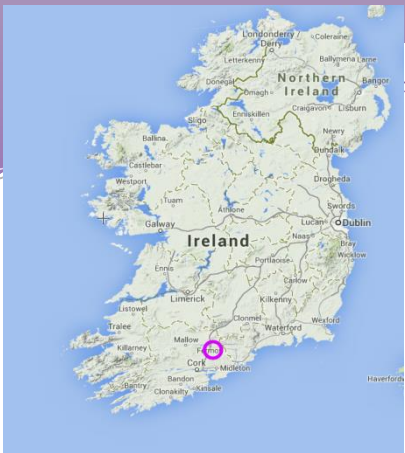 Londonderry
Derry
Coleraine
Letterkenny
Ballymena
Larne
Donegal
Northern
Ireland
Bangor
Omagh
Craigavon
Lisburn
Enniskillen
Sligo
Newry
Ballina
Dundalk
Castlebar
Westport
Drogheda
Tuam
Swords
Athlone
Lucan
Dublin
Galway
Ireland
Naas
Bray
Wicklow
Portlaoise
Ennis
Carlow
Limerick
Kilkenny
Listowel
Clonmel
Wexford
Tralee
Waterford
Mallow
Killarney
Cork
Midleton
Haverfordw
Bantry
Bandon
Clonakilty
Kinsale